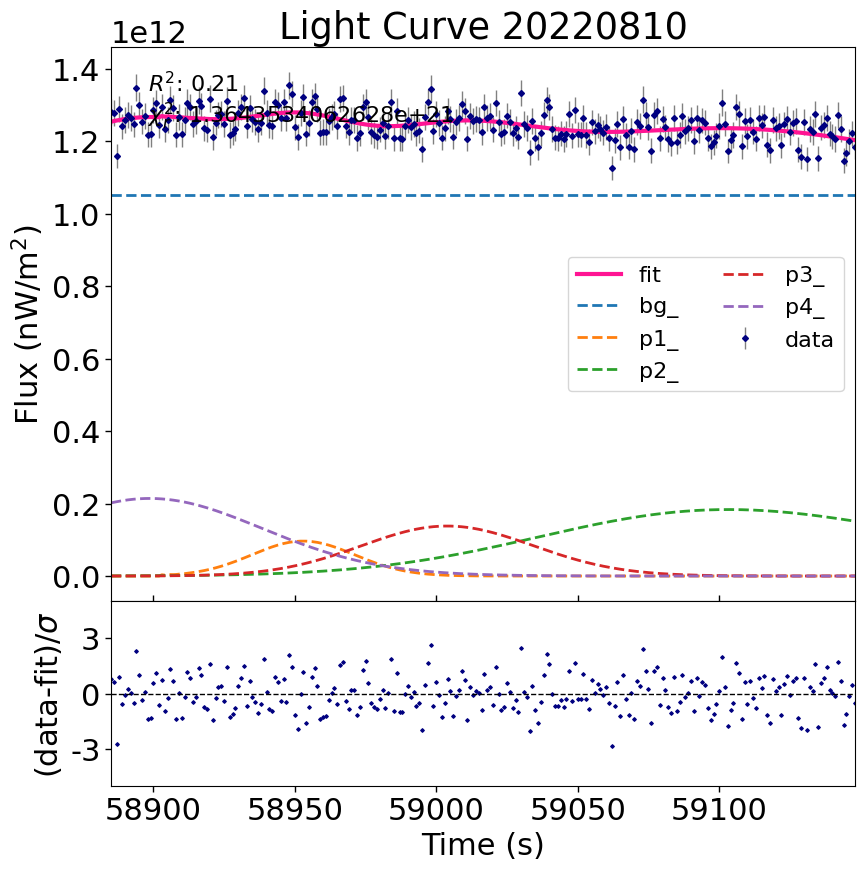 Light Curve 20220810
1e12
R²: 0.21
1.4
1.2
1.0
0.8
0.6
0.4
0.2
0.0
Flux (nW/m²)
fit
bg_
p1_
p2_
p3_
p4_
data
3
0
-3
(data-fit)/σ
58900 58950 59000 59050 59100
Time (s)